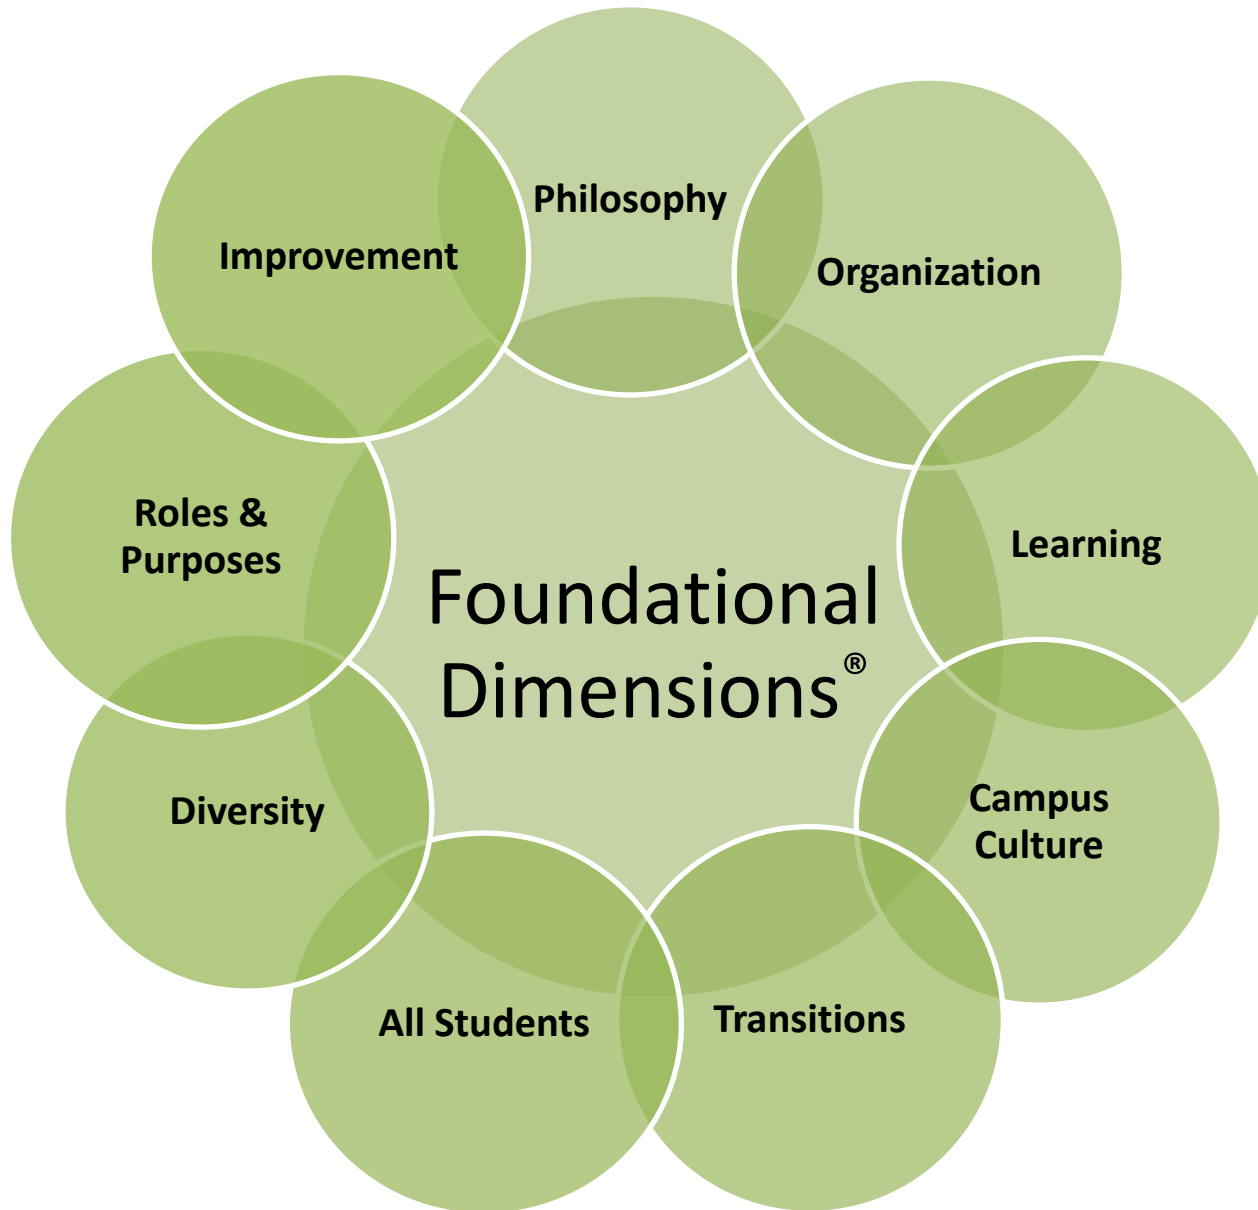 Philosophy
Organization
Learning
Campus
Culture
Transitions
All Students
Diversity
Roles &
Purposes
Improvement
Foundational
Dimensions®